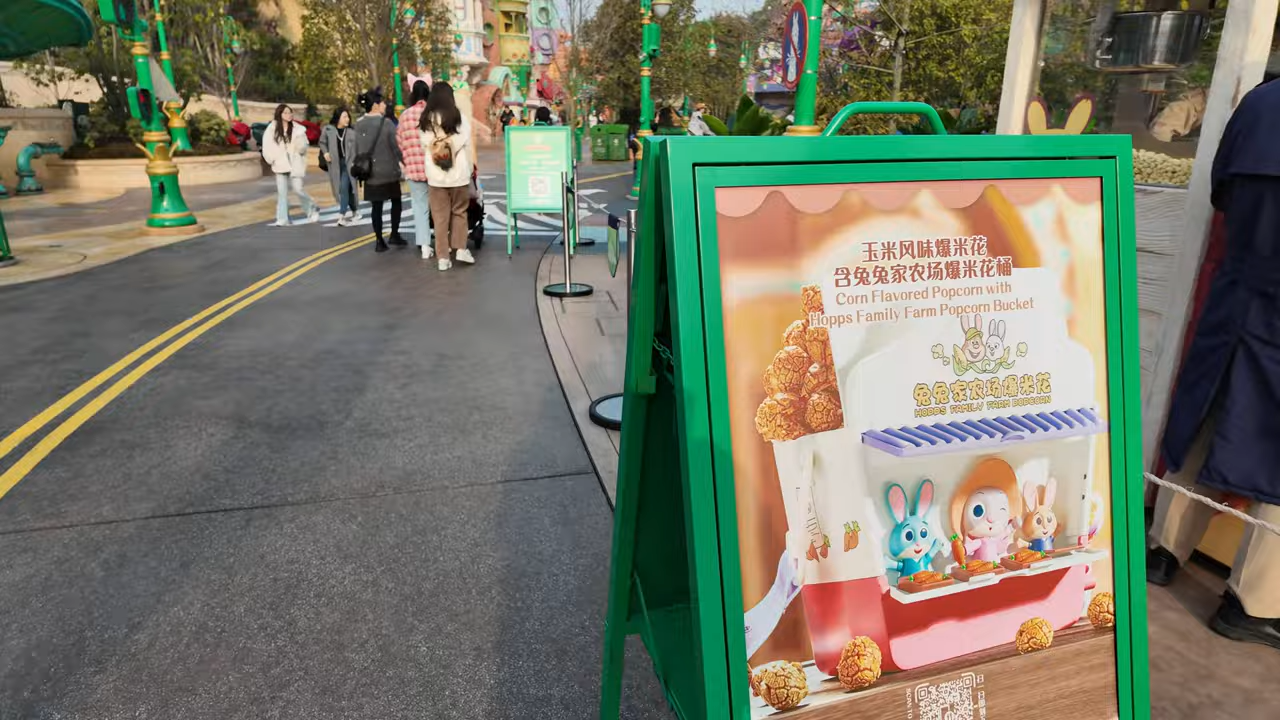 玉米风味爆米花
含兔兔家农场爆米花桶
Corn Flavored Popcorn with
Hopps Family Farm Popcorn Bucket
兔兔家农场爆米花
HOPPS FAMILY FARM POPCORN